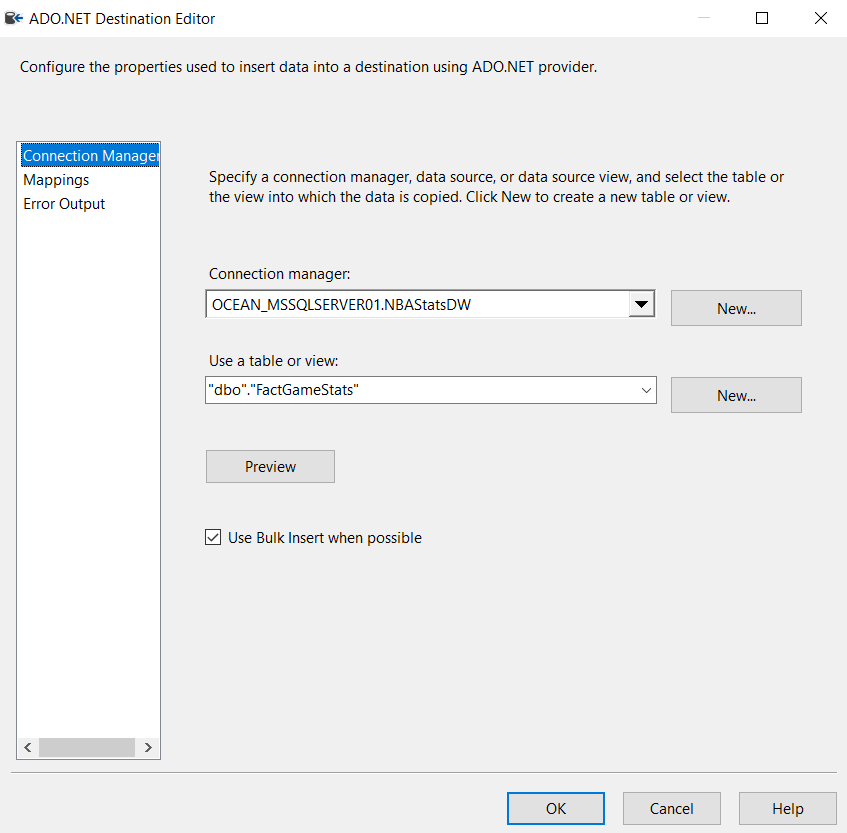 ADO.NET Destination Editor
Configure the properties used to insert data into a destination using ADO.NET provider.
Connection Manager
Mappings
Error Output
Specify a connection manager, data source, or data source view, and select the table or
the view into which the data is copied. Click New to create a new table or view.
Connection manager:
OCEAN_MSSQLSERVER01.NBAStatsDW
New...
Use a table or view:
"dbo"."FactGameStats"
New...
Preview
Use Bulk Insert when possible
OK
Cancel
Help